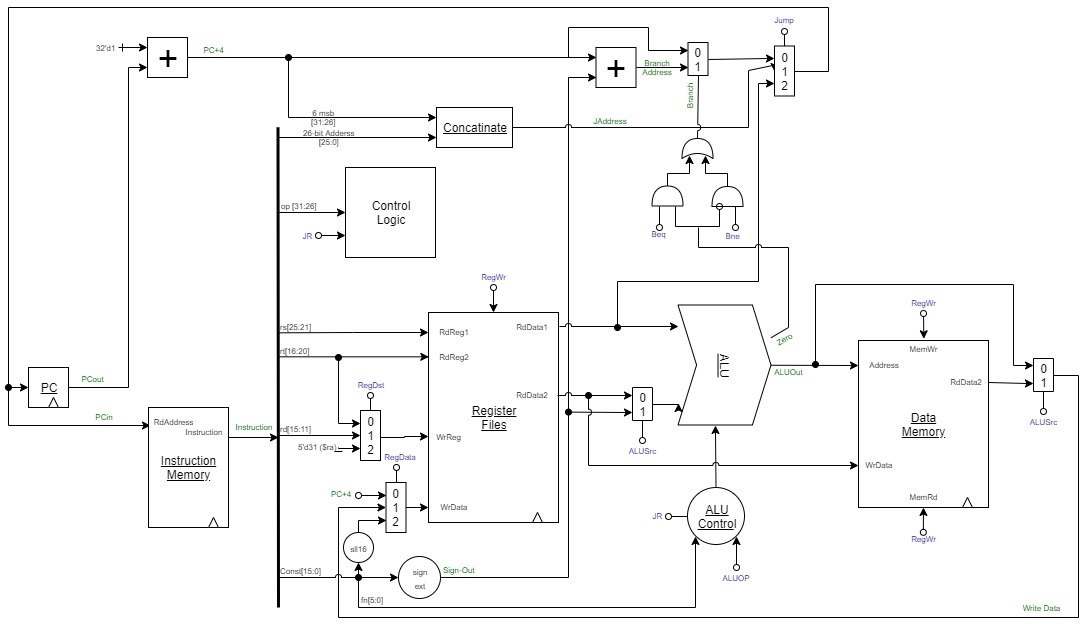 Jump
32'd1
+
PC+4
0
1
+
Branch
Address
0
1
2
Branch
6 msb
[31:26]
Concatinate
JAddress
26-bit Adderss
[25:0]
op [31:26]
Control
Logic
JR
Beq
Bne
RegWr
RegWr
rs[25:21]
RdReg1
RdData1
rt[16:20]
RdReg2
Zero
MemWr
ALU
ALUOut
Address
RdData2
0
1
PC
PCout
RegDst
RdData2
0
1
ALUSrc
PCin
RdAddress
Instruction
Instruction
Memory
Instruction
rd[15:11]
0
1
2
5'd31 ($ra)
WrReg
Register
Files
ALUSrc
Data
Memory
RegData
WrData
PC+4
0
1
2
WrData
MemRd
JR
ALU
Control
RegWr
sll16
Const[15:0]
sign
ext
Sign-Out
ALUOP
fn[5:0]
Write Data